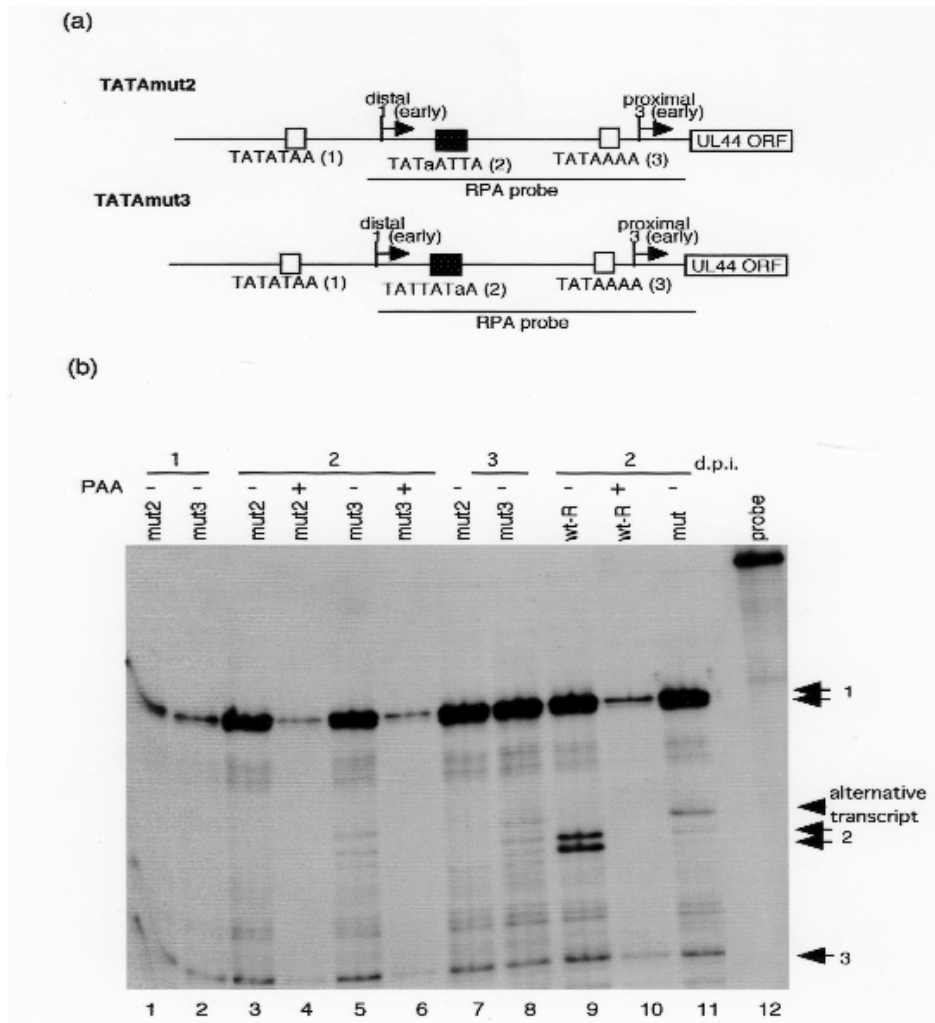 (a)
TATAmut2
distal
1 (early)
proximal
3 (early)
UL44 ORF
TATATAA (1)
TATaATTA (2)
TATAAAA (3)
RPA probe
TATAmut3
distal
1 (early)
proximal
3 (early)
UL44 ORF
TATATAA (1)
TATTATaA (2)
TATAAAA (3)
RPA probe
(b)
1 2 3 2 d.p.i.
PAA - - - + - + - - - + -
mut2 mut3 mut2 mut2 mut3 mut3 mut2 mut3 wt-R wt-R mut probe
1
alternative
transcript
2
3
1 2 3 4 5 6 7 8 9 10 11 12